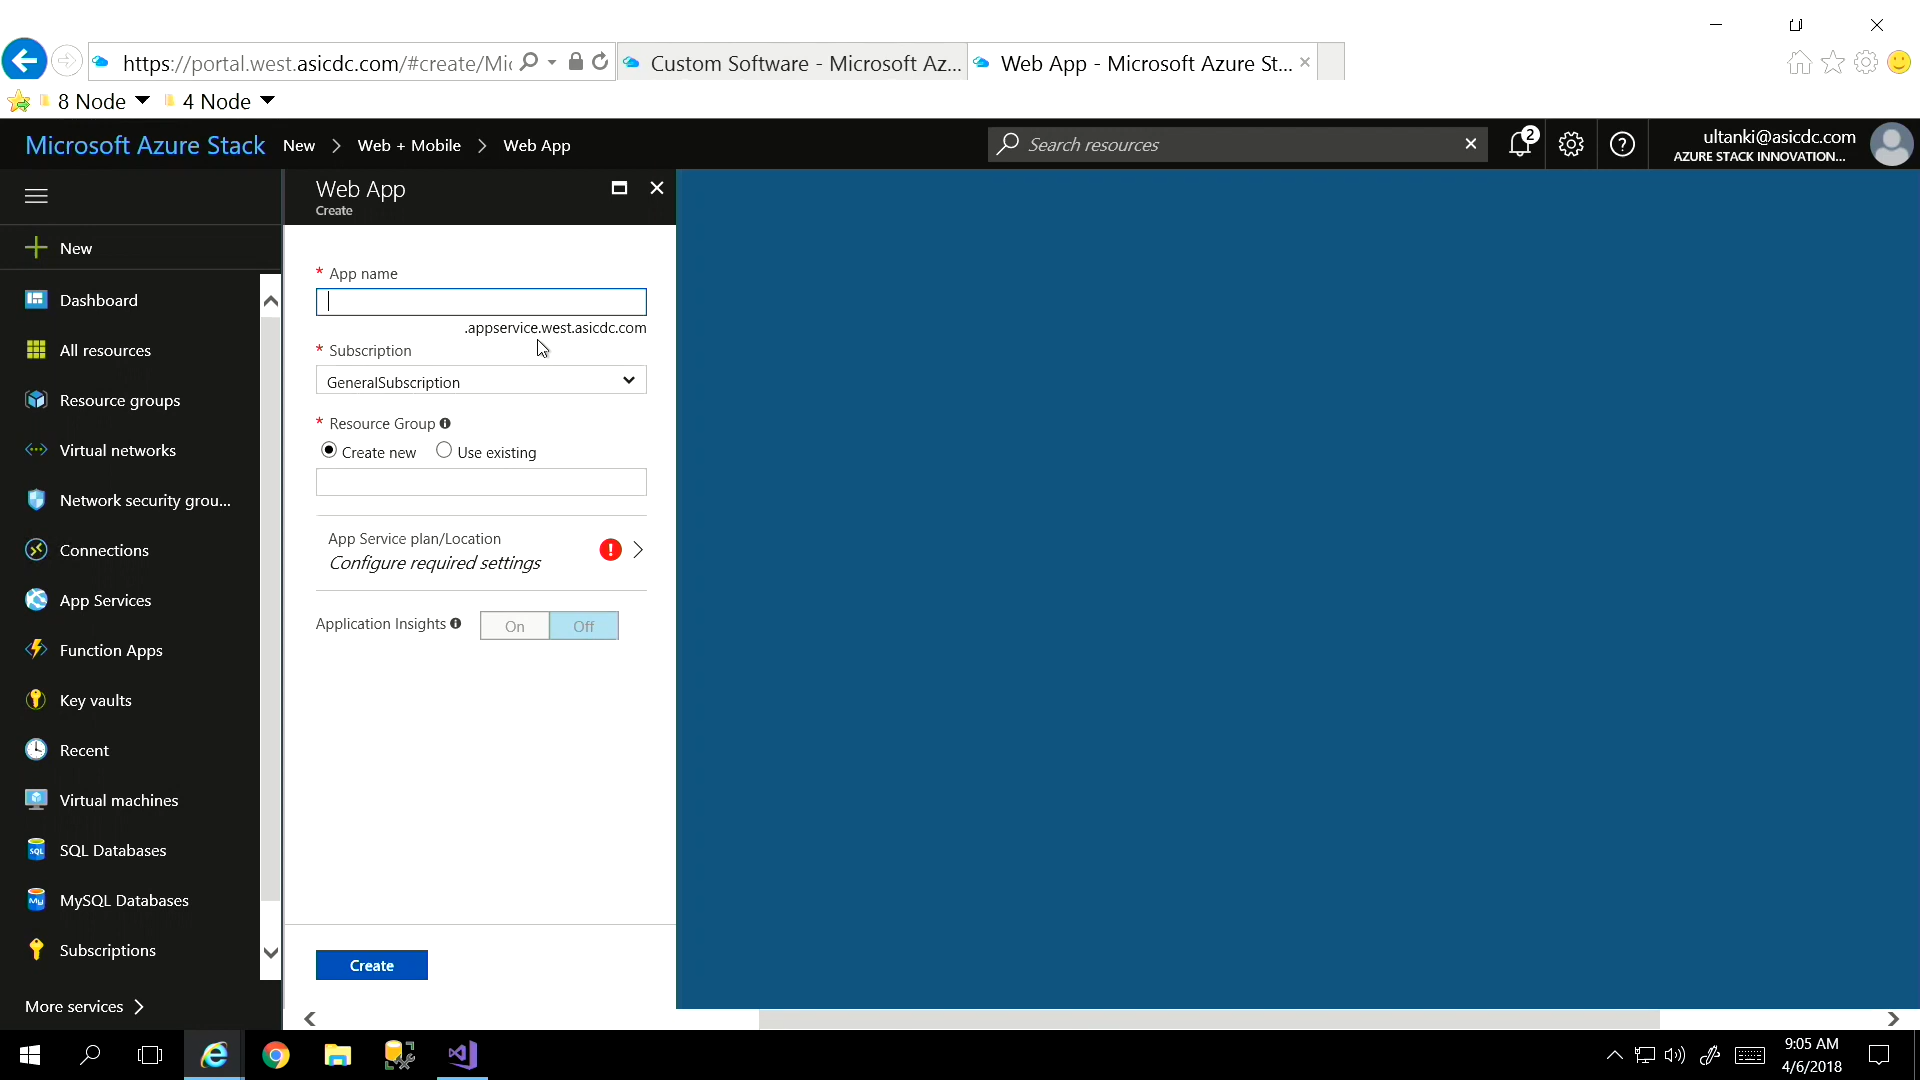 https://portal.west.asicdc.com/#create/Mic
Custom Software - Microsoft Az...
Web App - Microsoft Azure St...
8 Node
4 Node
Microsoft Azure Stack
New
Web + Mobile
Web App
Search resources
2
ultanki@asicdc.com
AZURE STACK INNOVATION...
Web App
Create
New
Dashboard
All resources
Resource groups
Virtual networks
Network security grou...
Connections
App Services
Function Apps
Key vaults
Recent
Virtual machines
SQL Databases
MySQL Databases
Subscriptions
More services
* App name
.appservice.west.asicdc.com
* Subscription
GeneralSubscription
* Resource Group
Create new Use existing
App Service plan/Location
Configure required settings
Application Insights On Off
Create
9:05 AM
4/6/2018